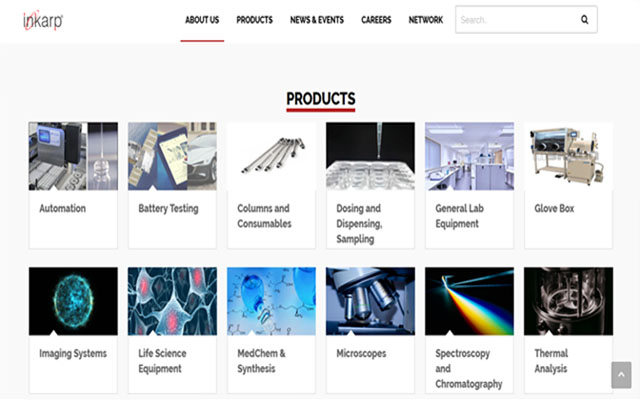 inkarp
ABOUT US PRODUCTS NEWS & EVENTS CAREERS NETWORK Search..
PRODUCTS
Automation
Battery Testing
Columns and
Consumables
Dosing and
Dispensing,
Sampling
General Lab
Equipment
Glove Box
Imaging Systems
Life Science
Equipment
MedChem &
Synthesis
Microscopes
Spectroscopy
and
Chromatography
Thermal
Analysis